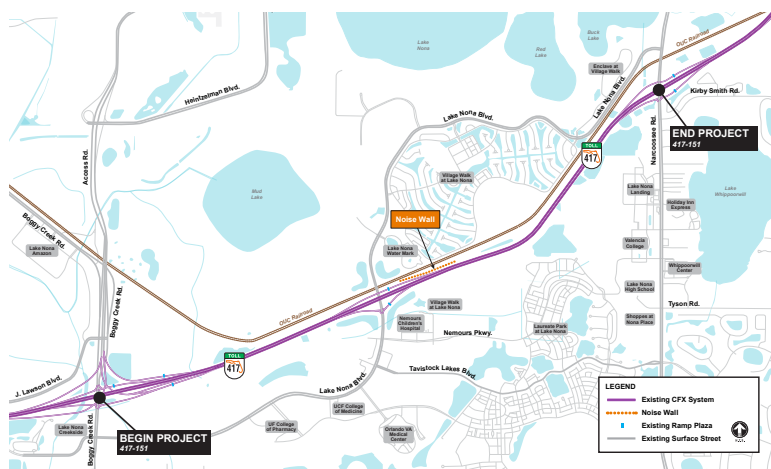 Lake
Nona
Red
Lake
Buck
Lake
OUC Railroad
Enclave at
Village Walk
Lake Nona Blvd.
Kirby Smith Rd.
Heintzelman Blvd.
Lake Nona Blvd.
Narcoossee Rd.
END PROJECT
417-151
TOLL
417
Access Rd.
Village Walk
at Lake Nona
Mud
Lake
Lake Nona
Landing
Holiday Inn
Express
Lake
Whippoorwill
Noise Wall
Boggy Creek Rd.
Lake Nona
Amazon
Lake Nona
Water Mark
Valencia
College
Whippoorwill
Center
Boggy Creek Rd.
Lake Nona
High School
Tyson Rd.
Village Walk
at Lake Nona
OUC Railroad
Nemours
Children's
Hospital
Nemours Pkwy.
Laureate Park
at Lake Nona
Shoppes at
Nona Place
TOLL
417
J. Lawson Blvd.
Lake Nona Blvd.
Tavistock Lakes Blvd.
LEGEND
Existing CFX System
Noise Wall
Existing Ramp Plaza
Existing Surface Street
UCF College
of Medicine
UF College
of Pharmacy
Orlando VA
Medical
Center
Lake Nona
Creekside
Boggy Creek Rd.
BEGIN PROJECT
417-151